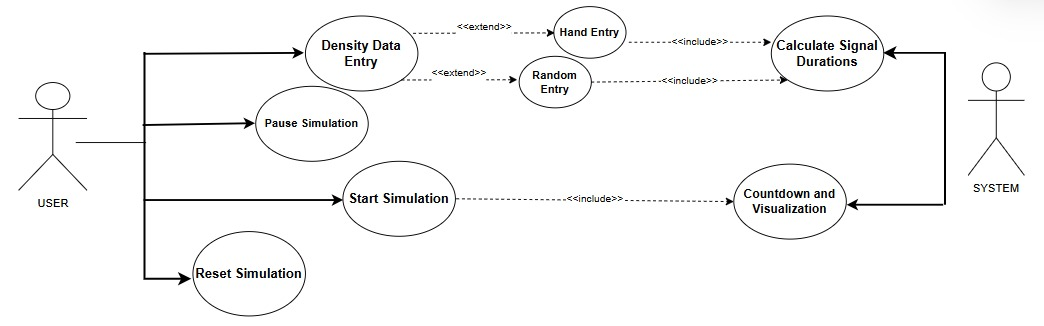 Density Data
Entry
<<extend>>
Hand Entry
<<include>>
Calculate Signal
Durations
<<extend>>
Random
Entry
<<include>>
Pause Simulation
USER
SYSTEM
Start Simulation
<<include>>
Countdown and
Visualization
Reset Simulation